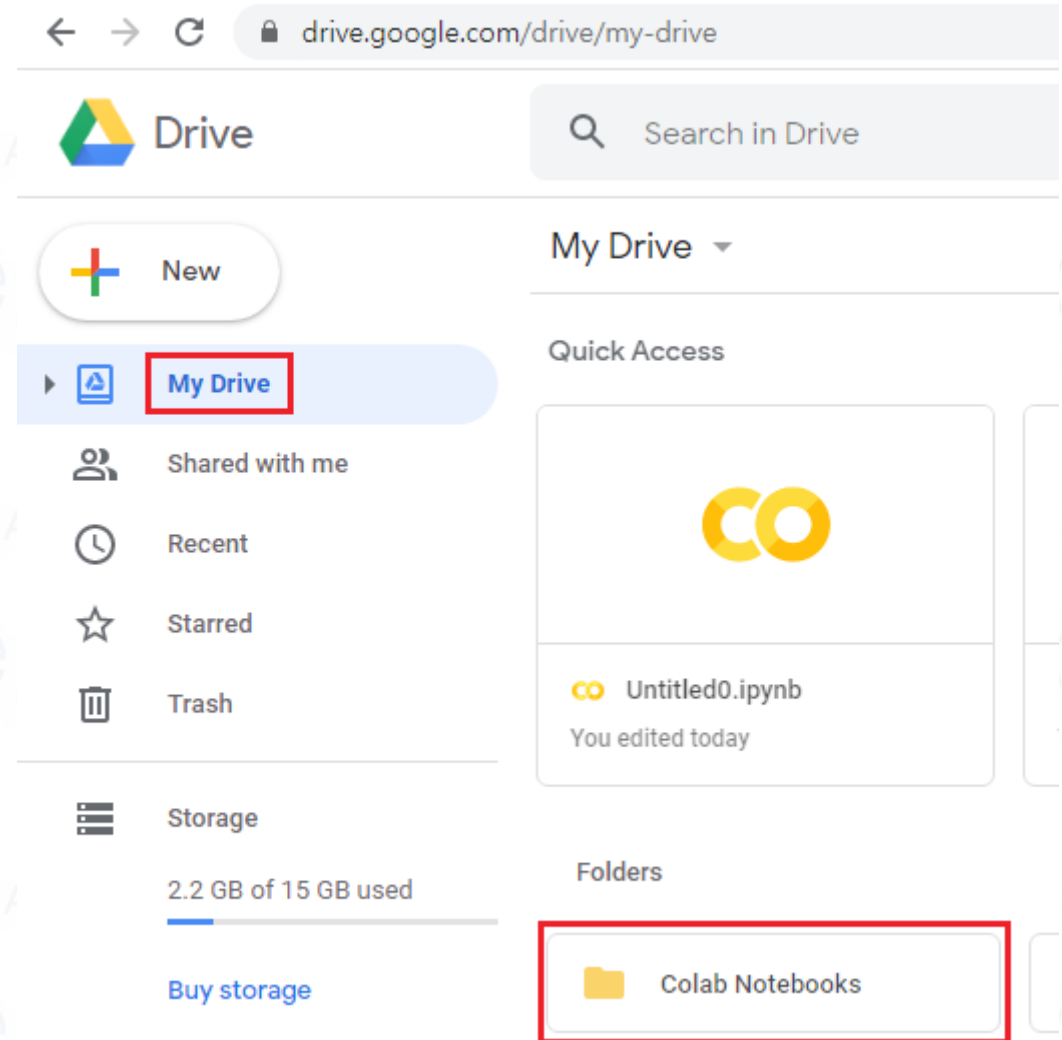 drive.google.com/drive/my-drive
Drive
Search in Drive
New
My Drive
Shared with me
Recent
Starred
Trash
Storage
2.2 GB of 15 GB used
Buy storage
My Drive
Quick Access
Untitled0.ipynb
You edited today
Folders
Colab Notebooks